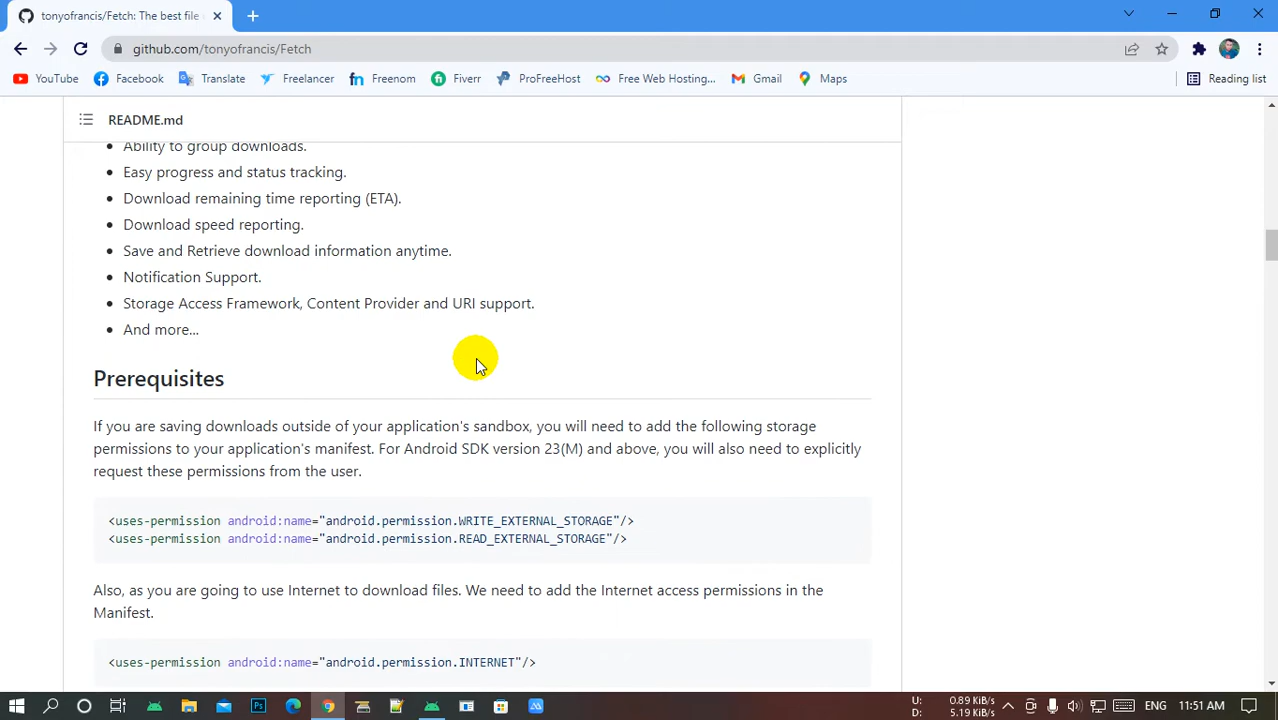 tonyofrancis/Fetch: The best file
github.com/tonyofrancis/Fetch
YouTube Facebook Translate Freelancer Freenom Fiverr ProFreeHost Free Web Hosting... Gmail Maps Reading list
README.md
Ability to group downloads.
Easy progress and status tracking.
Download remaining time reporting (ETA).
Download speed reporting.
Save and Retrieve download information anytime.
Notification Support.
Storage Access Framework, Content Provider and URI support.
And more...
Prerequisites
If you are saving downloads outside of your application's sandbox, you will need to add the following storage
permissions to your application's manifest. For Android SDK version 23(M) and above, you will also need to explicitly
request these permissions from the user.
<uses-permission android:name="android.permission.WRITE_EXTERNAL_STORAGE"/>
<uses-permission android:name="android.permission.READ_EXTERNAL_STORAGE"/>
Also, as you are going to use Internet to download files. We need to add the Internet access permissions in the
Manifest.
<uses-permission android:name="android.permission.INTERNET"/>
U: 0.89 KiB/s
D: 5.19 KiB/s
ENG 11:51 AM